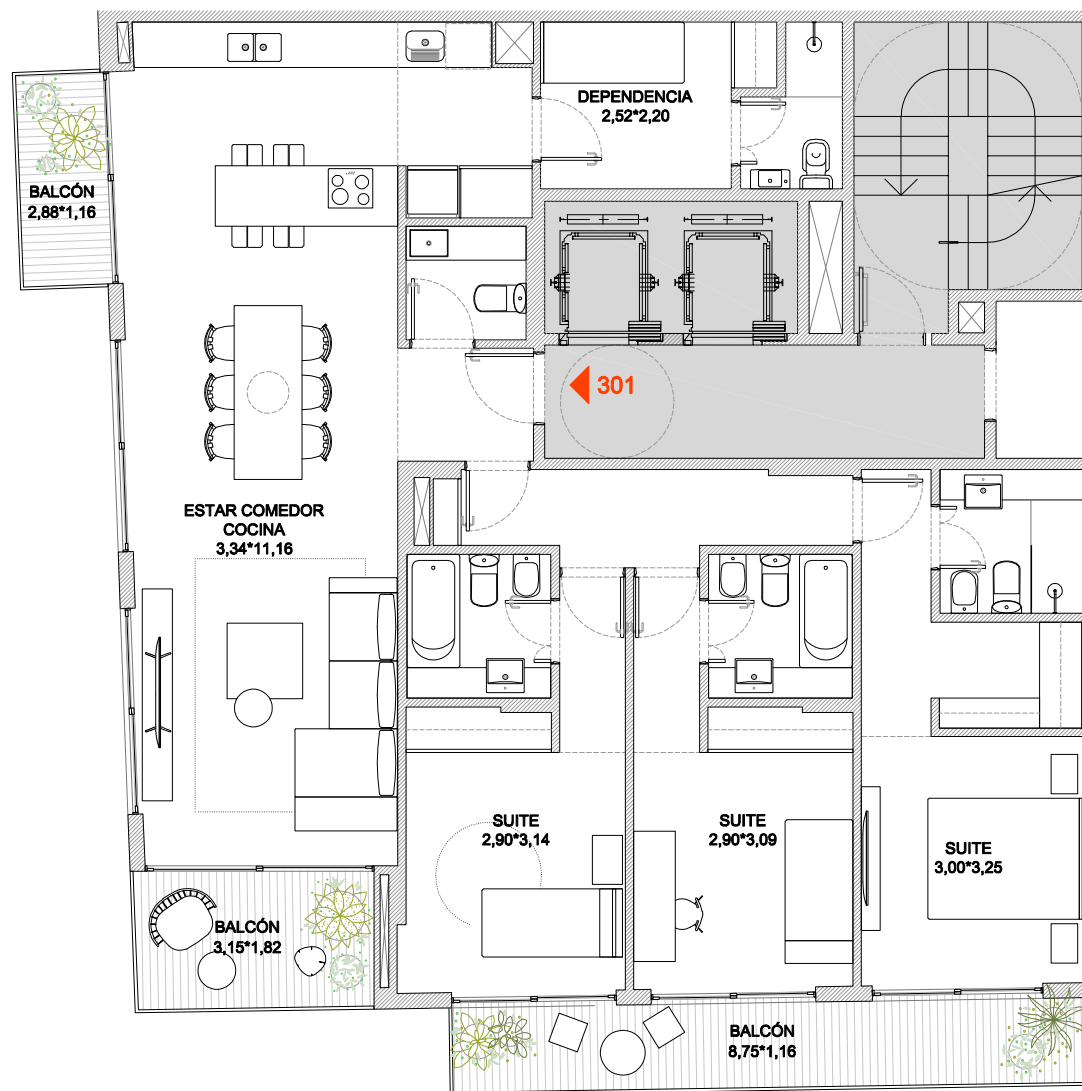 DEPENDENCIA
2,52*2,20
BALCÓN
2,88*1,16
301
ESTAR COMEDOR
COCINA
3,34*11,16
SUITE
2,90*3,14
SUITE
2,90*3,09
SUITE
3,00*3,25
BALCÓN
3,15*1,82
BALCÓN
8,75*1,16